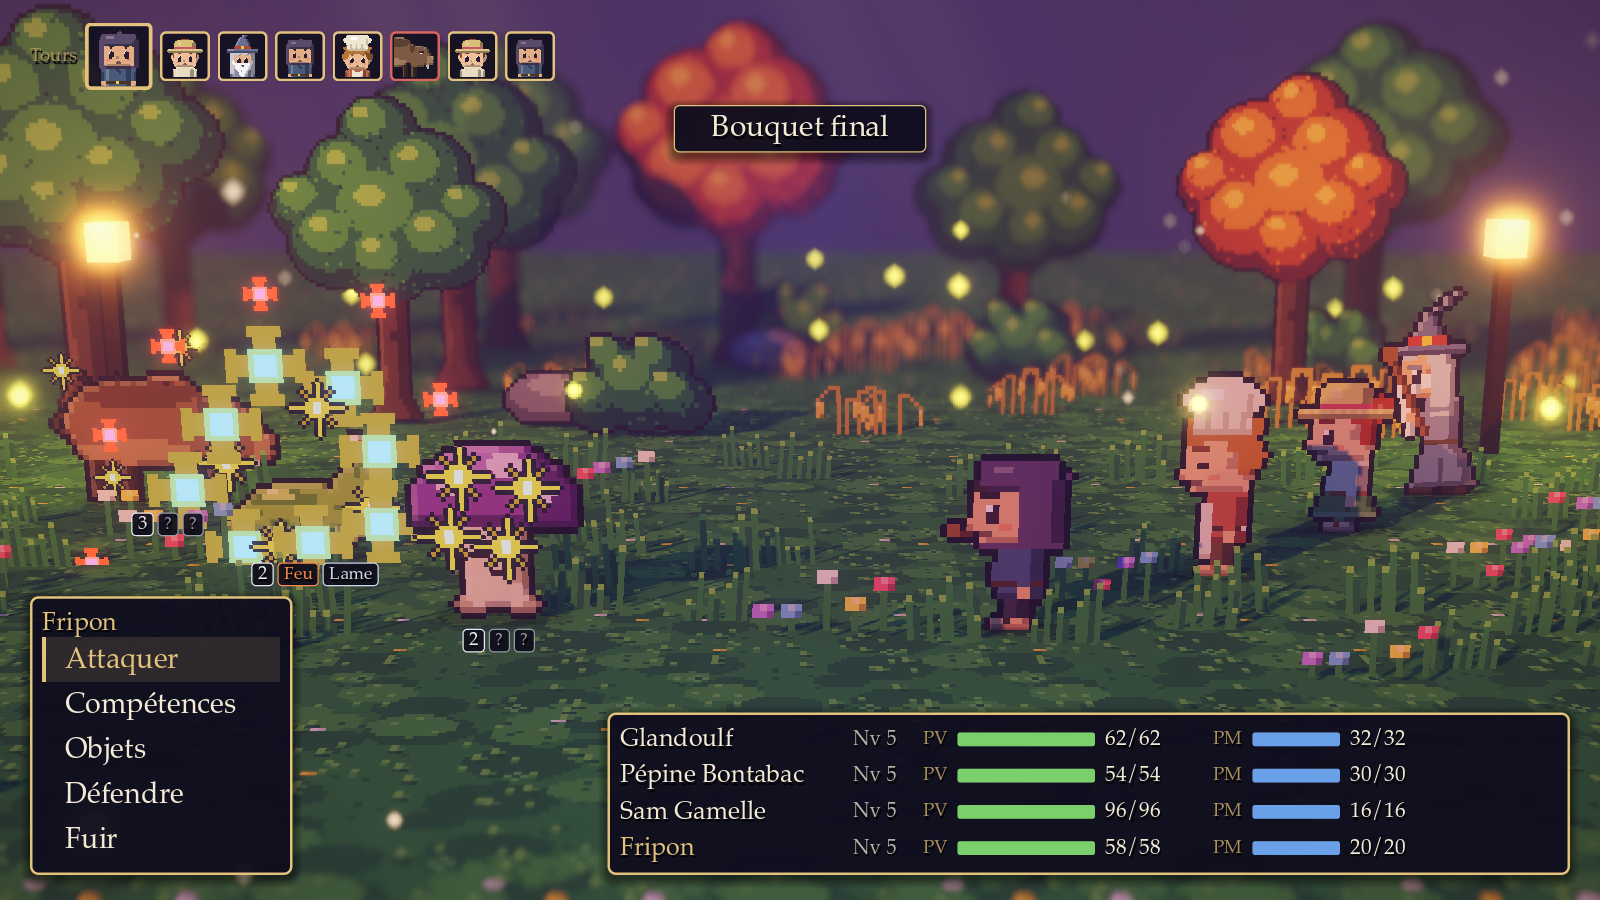 Tours
Bouquet final
3 ? ?
2 Feu Lame
2 ? ?
Fripon
Attaquer
Compétences
Objets
Défendre
Fuir
Glandoulf Nv 5 PV 62/62 PM 32/32
Pépine Bontabac Nv 5 PV 54/54 PM 30/30
Sam Gamelle Nv 5 PV 96/96 PM 16/16
Fripon Nv 5 PV 58/58 PM 20/20